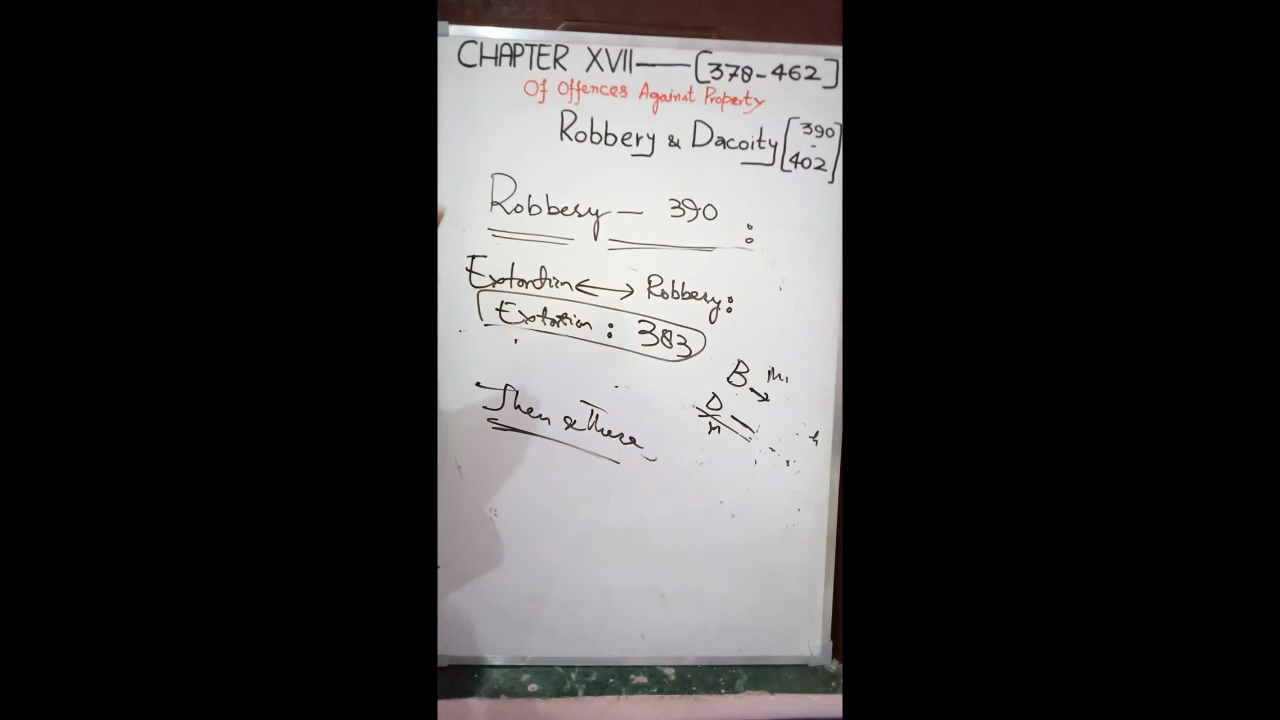 CHAPTER XVII — [378-462]
Of Offences Against Property
Robbery & Dacoity [390 - 402]
Robbery — 390 :
Extortion ↔ Robbery :
Extortion : 383
Then & There
B
D